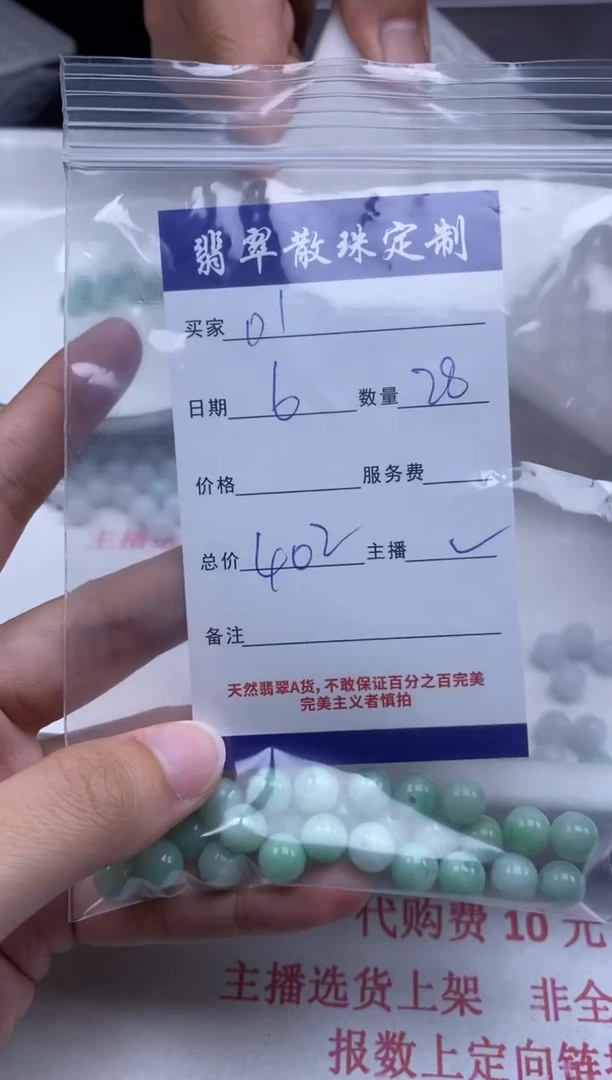 翡翠散珠定制
买家 01
日期 6 数量 28
价格 服务费
总价 402 主播 ✓
备注
天然翡翠A货，不敢保证百分之百完美
完美主义者慎拍
主播
代购费 10 元
主播选货上架 非全
报数上定向链